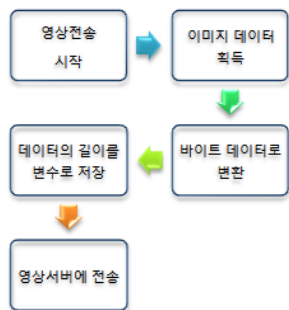 영상전송
시작
이미지 데이터
획득
바이트 데이터로
변환
데이터의 길이를
변수로 저장
영상서버에 전송